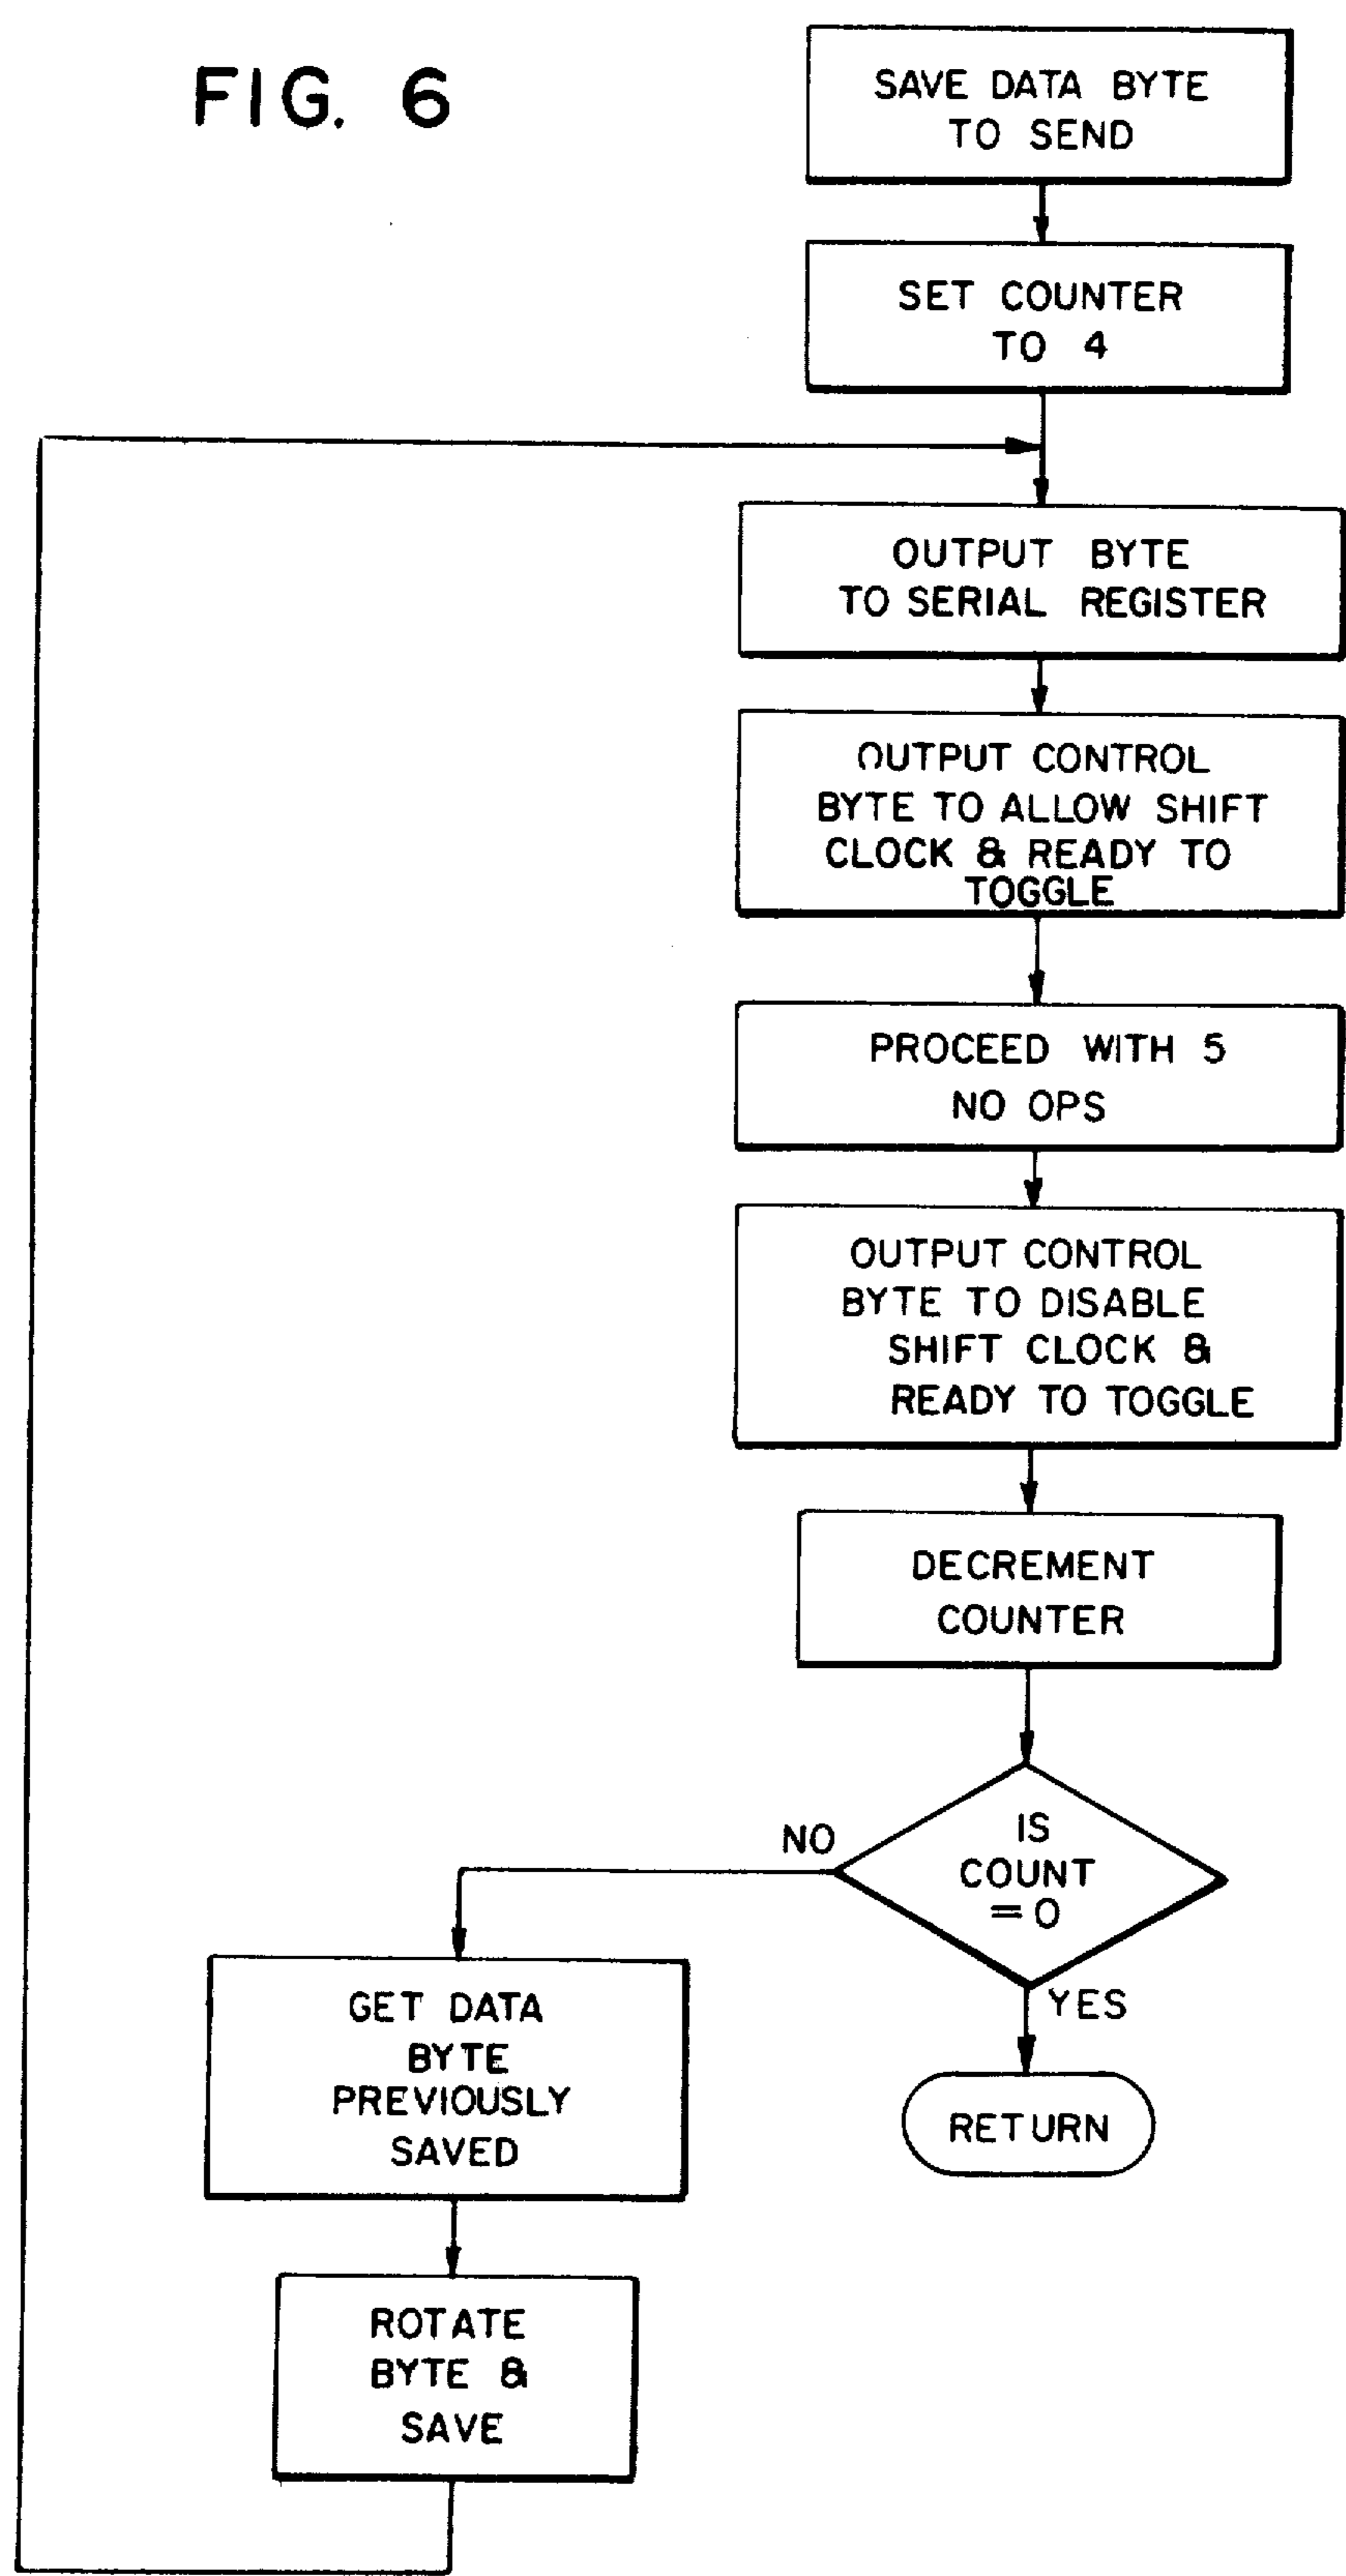 FIG. 6
SAVE DATA BYTE
TO SEND
SET COUNTER
TO 4
OUTPUT BYTE
TO SERIAL REGISTER
OUTPUT CONTROL
BYTE TO ALLOW SHIFT
CLOCK & READY TO
TOGGLE
PROCEED WITH 5
NO OPS
OUTPUT CONTROL
BYTE TO DISABLE
SHIFT CLOCK &
READY TO TOGGLE
DECREMENT
COUNTER
IS
COUNT
=0
NO
YES
RETURN
GET DATA
BYTE
PREVIOUSLY
SAVED
ROTATE
BYTE &
SAVE